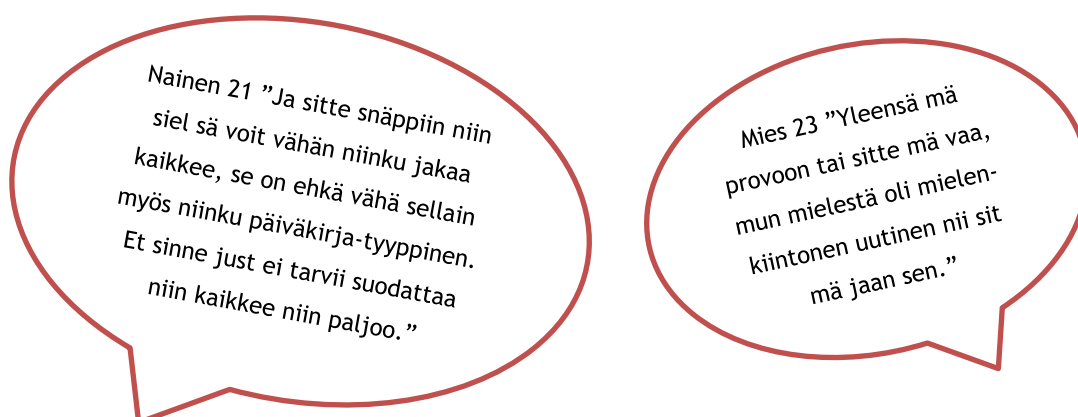 Nainen 21 ”Ja sitte snäppiin niin
siel sä voit vähän niinku jakaa
kaikkee, se on ehkä vähä sellain
myös niinku päiväkirja-tyyppinen.
Et sinne just ei tarvii suodattaa
niin kaikkee niin paljoo.”
Mies 23 ”Yleensä mä
provoon tai sitte mä vaa,
mun mielestä oli mielen-
kiintonen uutinen nii sit
mä jaan sen.”